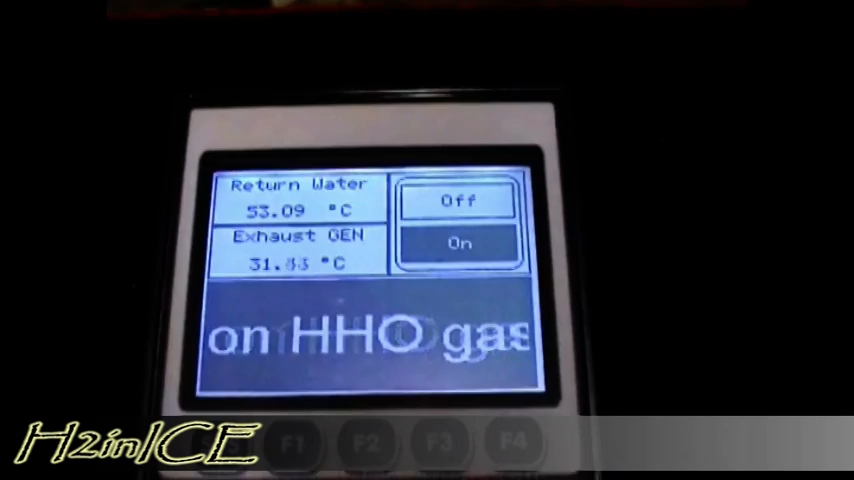 Return Water
53.09 °C
Exhaust GEN
°C
Off
On
on HHO gas
H2inICE
F1
F2
F3
F4